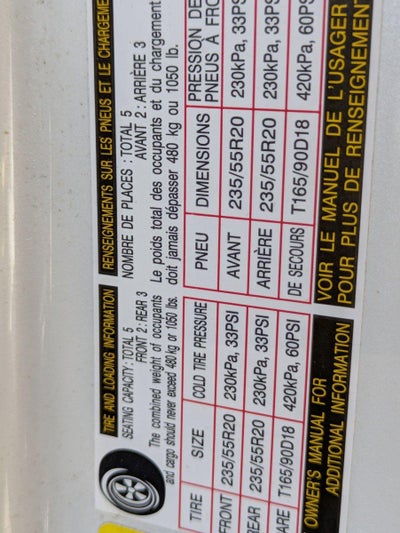 TIRE AND LOADING INFORMATION
SEATING CAPACITY: TOTAL 5
FRONT 2: REAR 3
The combined weight of occupants
and cargo should never exceed 480 kg or 1050 lbs.
TIRE SIZE COLD TIRE PRESSURE
FRONT 235/55R20 230kPa, 33PSI
REAR 235/55R20 230kPa, 33PSI
ARE T165/90D18 420kPa, 60PSI
OWNER'S MANUAL FOR
ADDITIONAL INFORMATION
RENSEIGNEMENTS SUR LES PNEUS ET LE CHARGEME
NOMBRE DE PLACES : TOTAL 5
AVANT 2 : ARRIÈRE 3
Le poids total des occupants et du chargement
doit jamais dépasser 480 kg ou 1050 lb.
PNEU DIMENSIONS PRESSION DE
PNEUS À FRO
AVANT 235/55R20 230kPa, 33PS
ARRIÈRE 235/55R20 230kPa, 33PS
DE SECOURS T165/90D18 420kPa, 60PS
VOIR LE MANUEL DE L'USAGER
POUR PLUS DE RENSEIGNEMENT